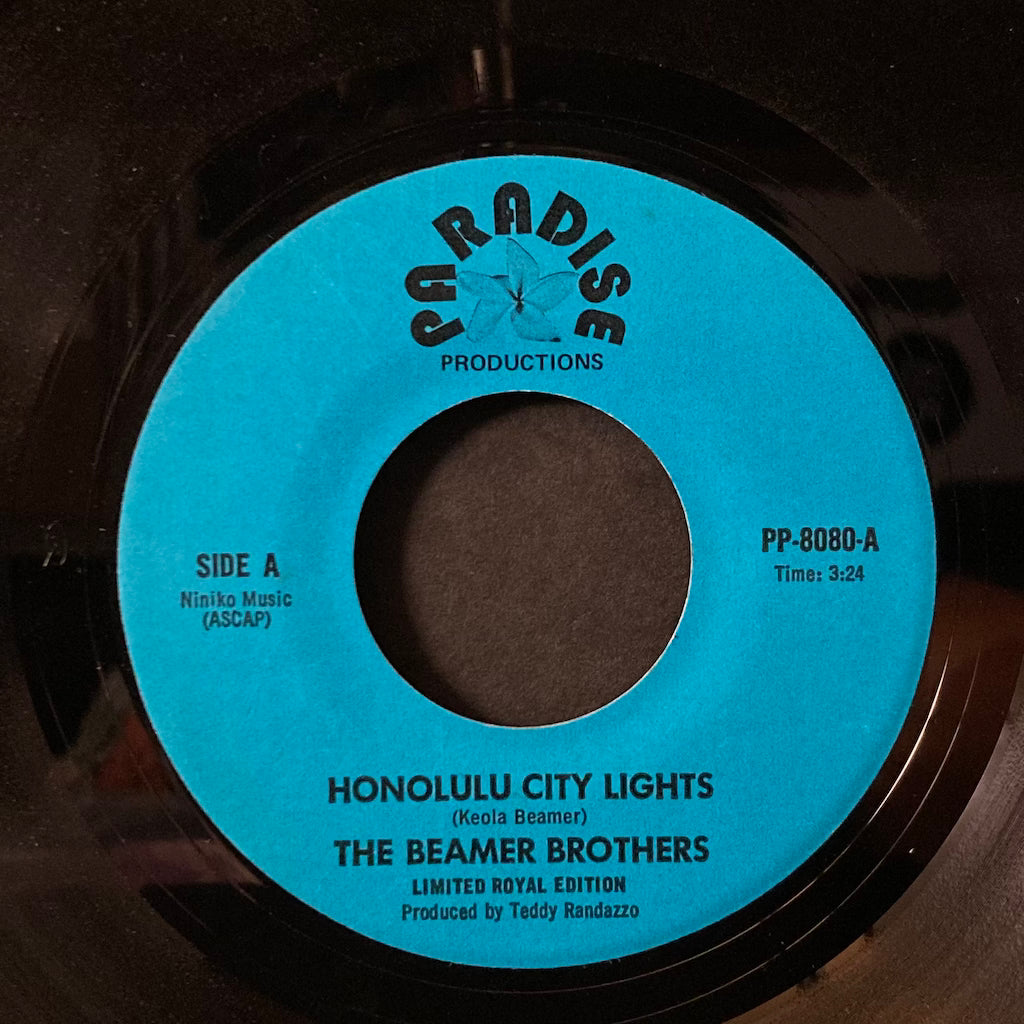 PARADISE
PRODUCTIONS
SIDE A
Niniko Music
(ASCAP)
PP-8080-A
Time: 3:24
HONOLULU CITY LIGHTS
(Keola Beamer)
THE BEAMER BROTHERS
LIMITED ROYAL EDITION
Produced by Teddy Randazzo